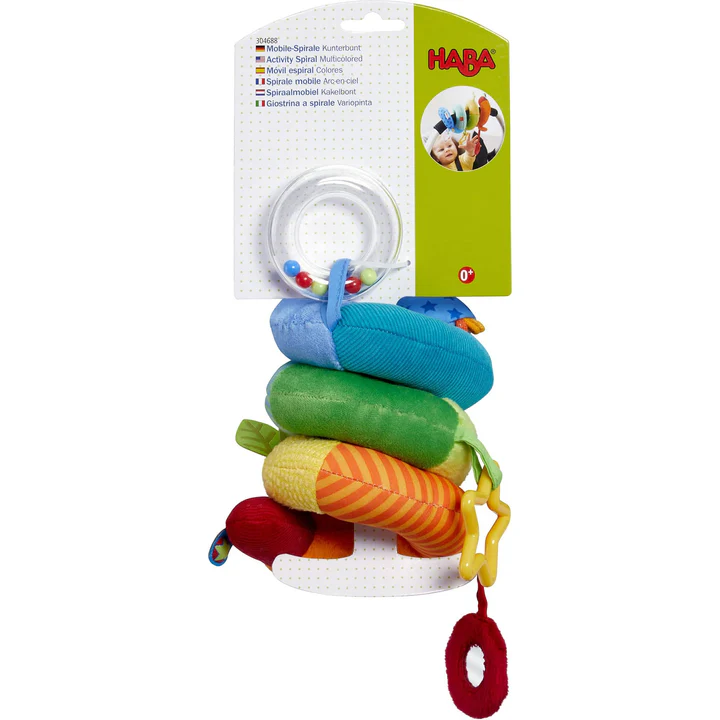 304688
Mobile-Spirale Kunterbunt
Activity Spiral Multicolored
Móvil espiral Colores
Spirale mobile Arc-en-ciel
Spiraalmobiel Kakelbont
Giostrina a spirale Variopinta
HABA
0+